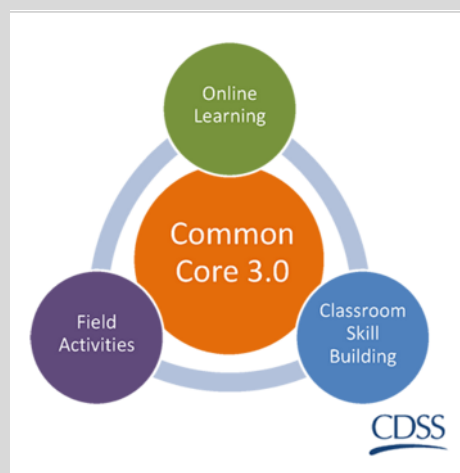 Online
Learning
Common
Core 3.0
Field
Activities
Classroom
Skill
Building
CDSS